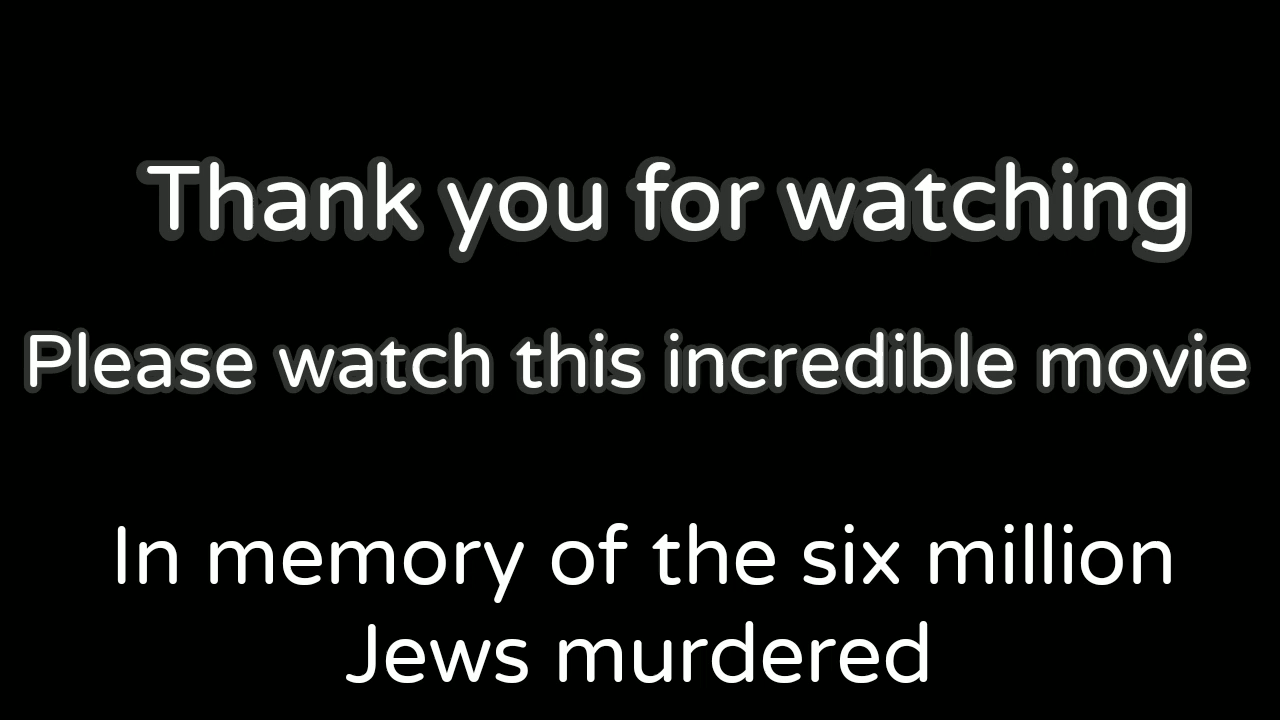 Thank you for watching
Please watch this incredible movie
In memory of the six million
Jews murdered